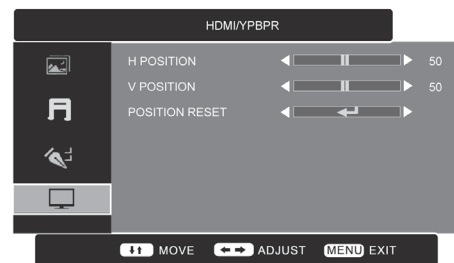 HDMI/YPBPR
H POSITION 50
V POSITION 50
POSITION RESET
MOVE ADJUST MENU EXIT